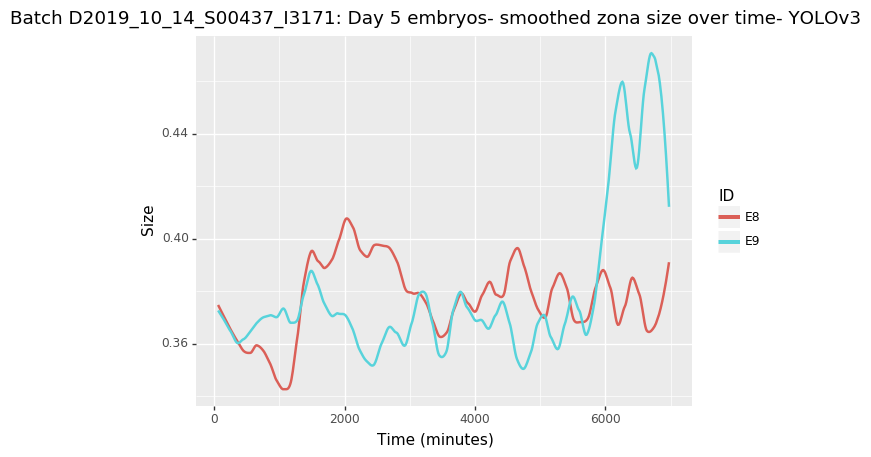 Batch D2019_10_14_S00437_I3171: Day 5 embryos- smoothed zona size over time- YOLOv3
0.44
0.40
0.36
Size
0
2000
4000
6000
Time (minutes)
ID
E8
E9